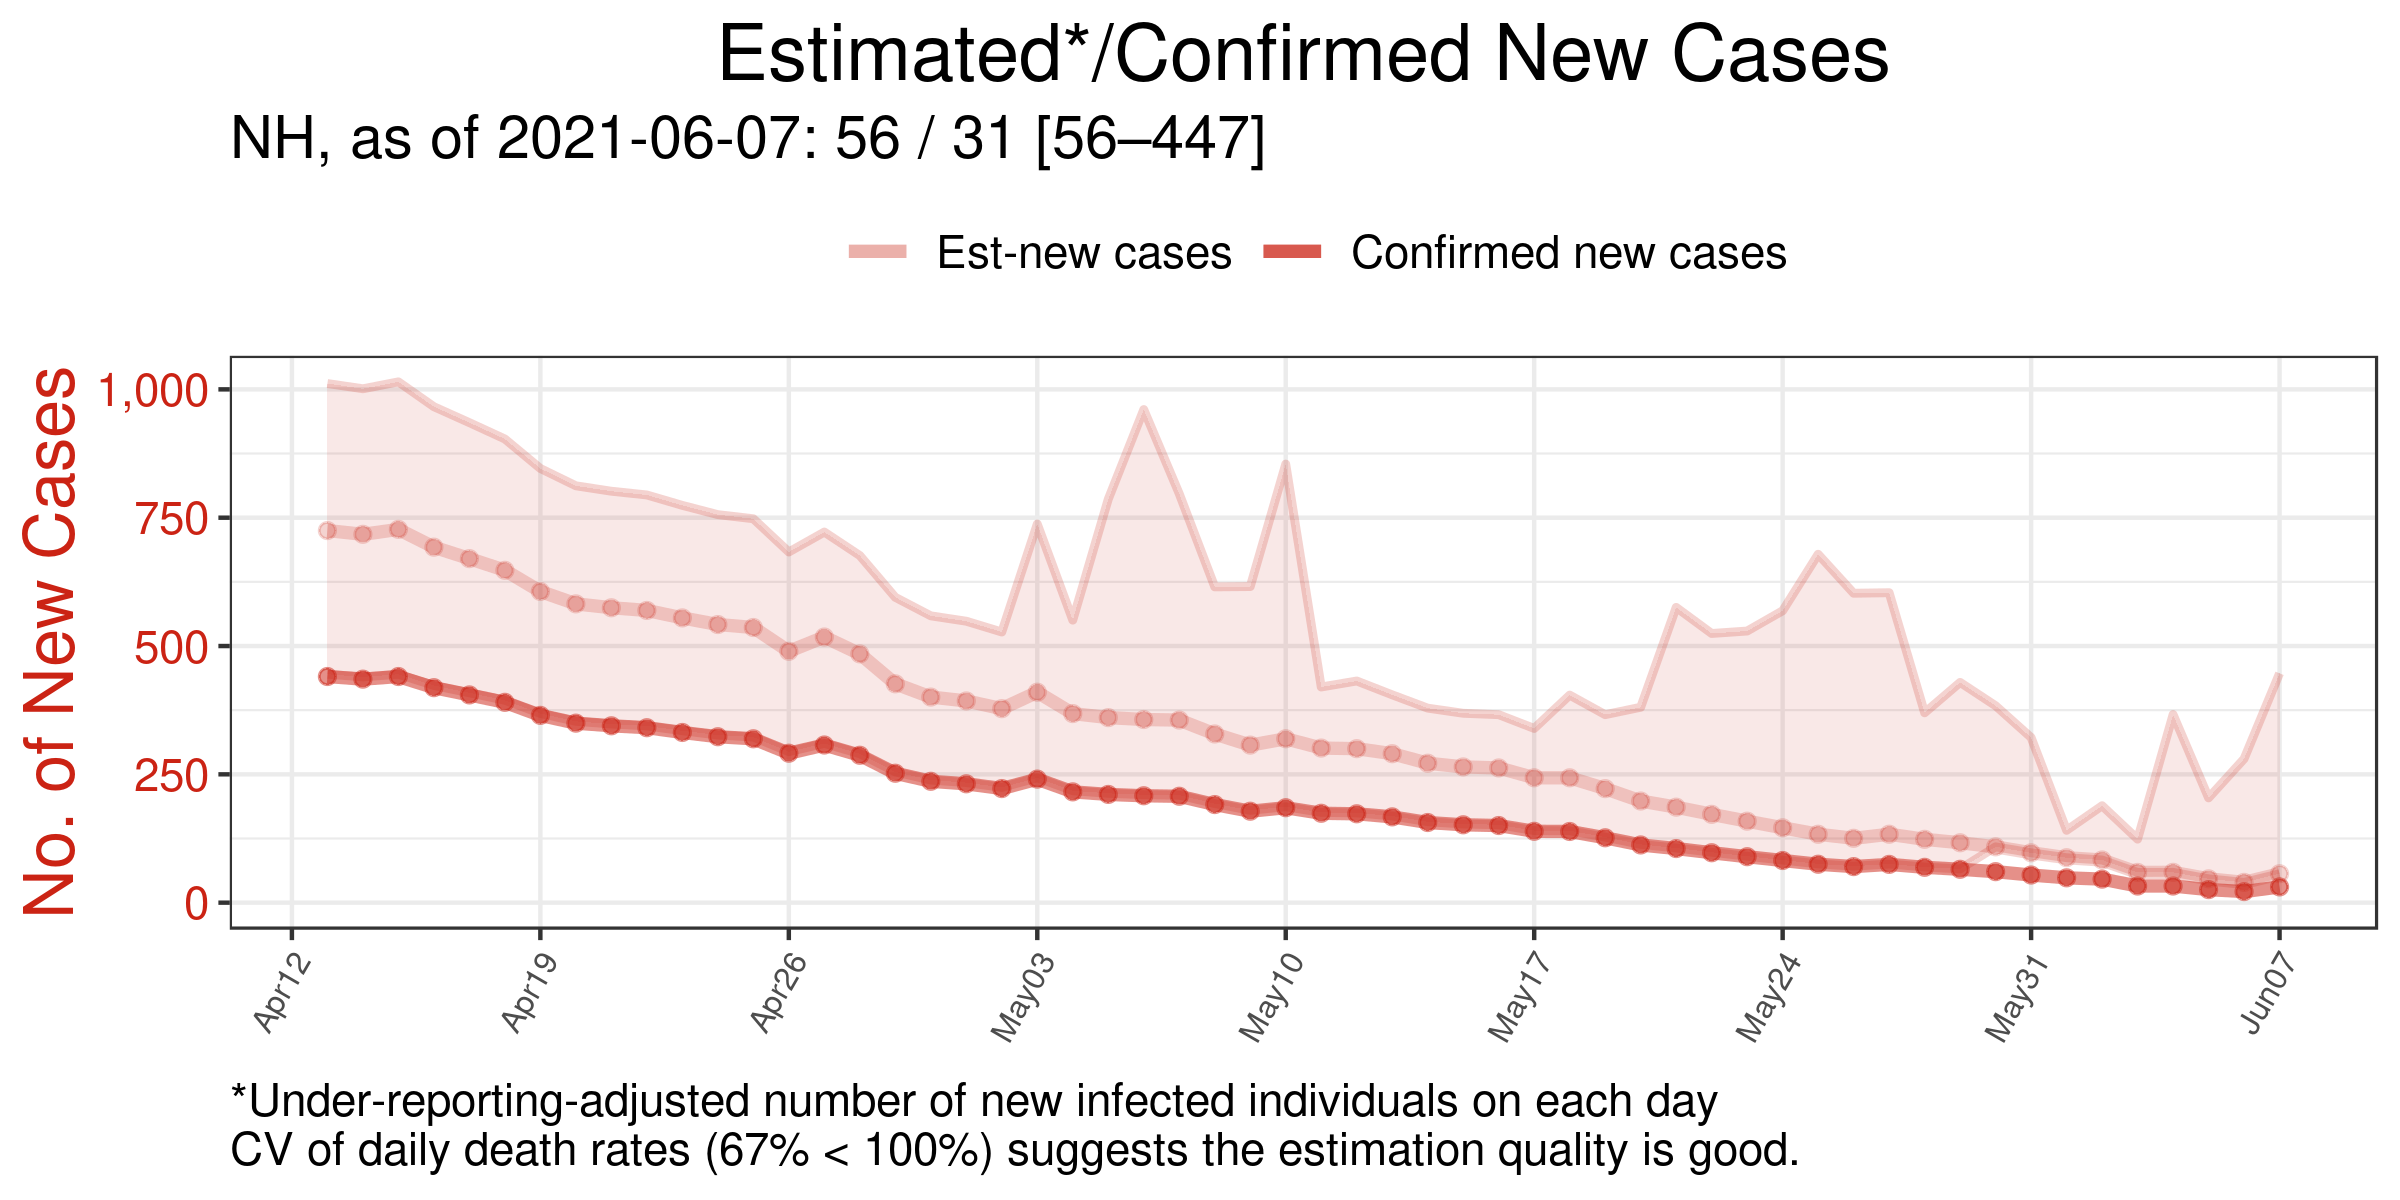 Estimated*/Confirmed New Cases
NH, as of 2021-06-07: 56 / 31 [56–447]
Est-new cases
Confirmed new cases
No. of New Cases
1,000
750
500
250
0
Apr12
Apr19
Apr26
May03
May10
May17
May24
May31
Jun07
*Under-reporting-adjusted number of new infected individuals on each day
CV of daily death rates (67% < 100%) suggests the estimation quality is good.